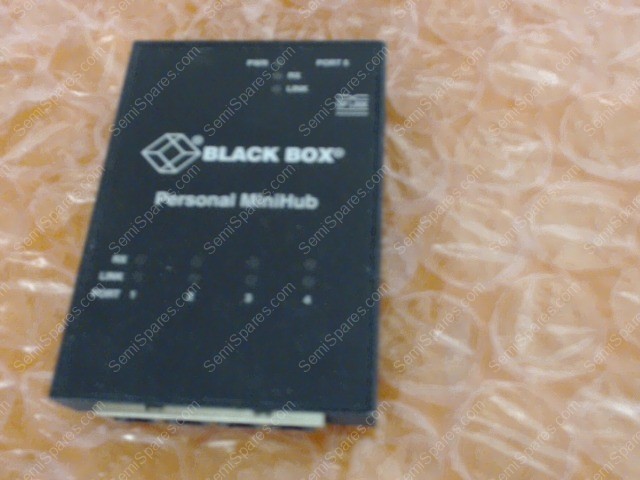 PWR PORT 5
RX
LINK
BLACK BOX®
Personal MiniHub
RX
LINK
PORT 1 2 3 4
SemiSpares.com